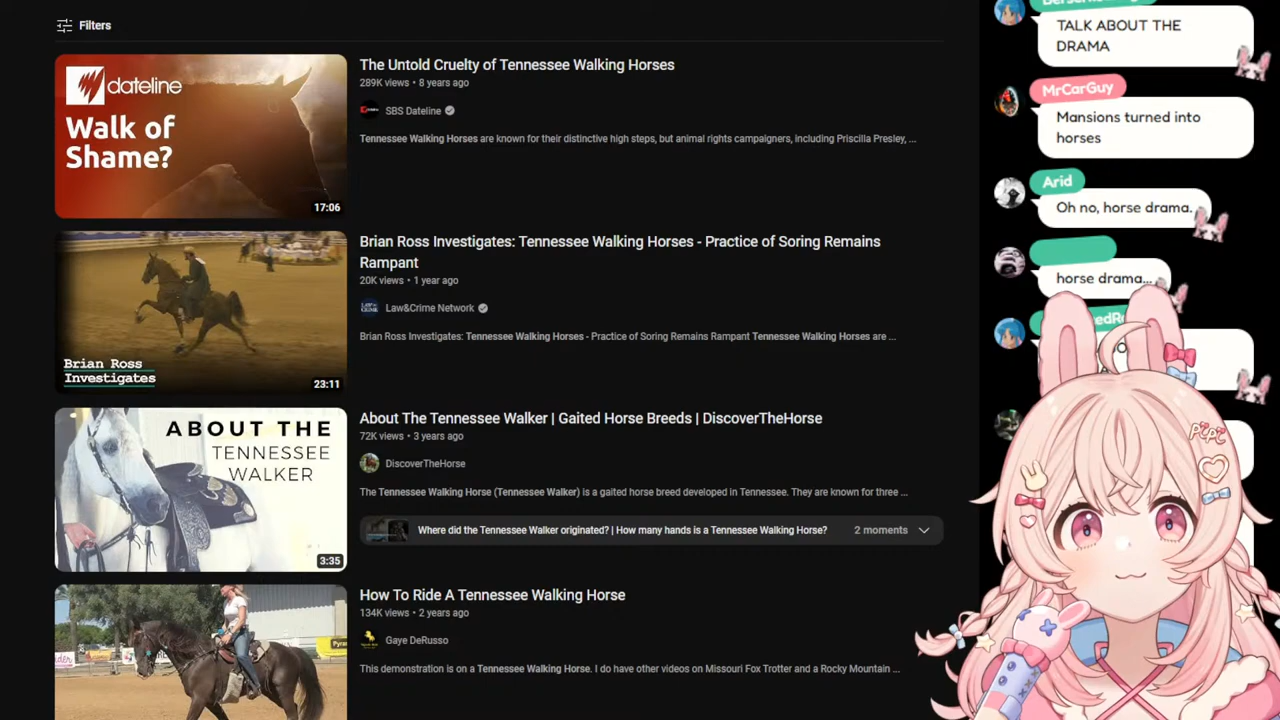 Filters
dateline
Walk of
Shame?
17:06
The Untold Cruelty of Tennessee Walking Horses
289K views • 8 years ago
SBS Dateline
Tennessee Walking Horses are known for their distinctive high steps, but animal rights campaigners, including Priscilla Presley, ...
Brian Ross
Investigates
23:11
Brian Ross Investigates: Tennessee Walking Horses - Practice of Soring Remains
Rampant
20K views • 1 year ago
Law&Crime Network
Brian Ross Investigates: Tennessee Walking Horses - Practice of Soring Remains Rampant Tennessee Walking Horses are ...
ABOUT THE
TENNESSEE
WALKER
3:35
About The Tennessee Walker | Gaited Horse Breeds | DiscoverTheHorse
72K views • 3 years ago
DiscoverTheHorse
The Tennessee Walking Horse (Tennessee Walker) is a gaited horse breed developed in Tennessee. They are known for three ...
Where did the Tennessee Walker originated? | How many hands is a Tennessee Walking Horse?
2 moments
How To Ride A Tennessee Walking Horse
134K views • 2 years ago
Gaye DeRusso
This demonstration is on a Tennessee Walking Horse. I do have other videos on Missouri Fox Trotter and a Rocky Mountain ...
TALK ABOUT THE
DRAMA
MrCarGuy
Mansions turned into
horses
Arid
Oh no, horse drama.
horse drama...
PiPi